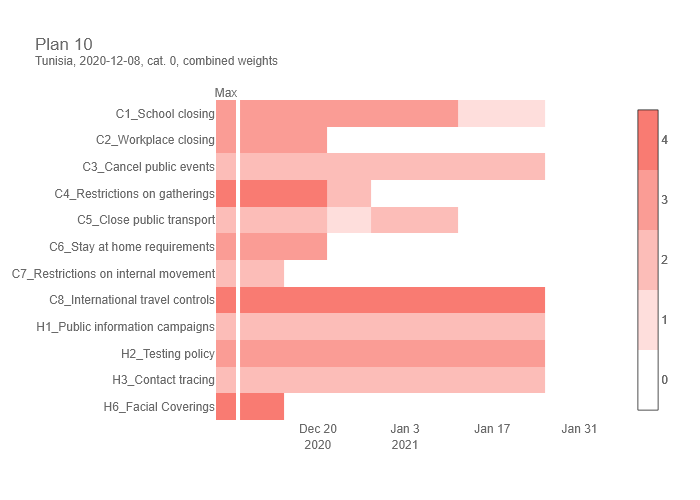 Plan 10
Tunisia, 2020-12-08, cat. 0, combined weights
Max
C1_School closing
C2_Workplace closing
C3_Cancel public events
C4_Restrictions on gatherings
C5_Close public transport
C6_Stay at home requirements
C7_Restrictions on internal movement
C8_International travel controls
H1_Public information campaigns
H2_Testing policy
H3_Contact tracing
H6_Facial Coverings
Dec 20 Jan 3 Jan 17 Jan 31
2020 2021
4
3
2
1
0